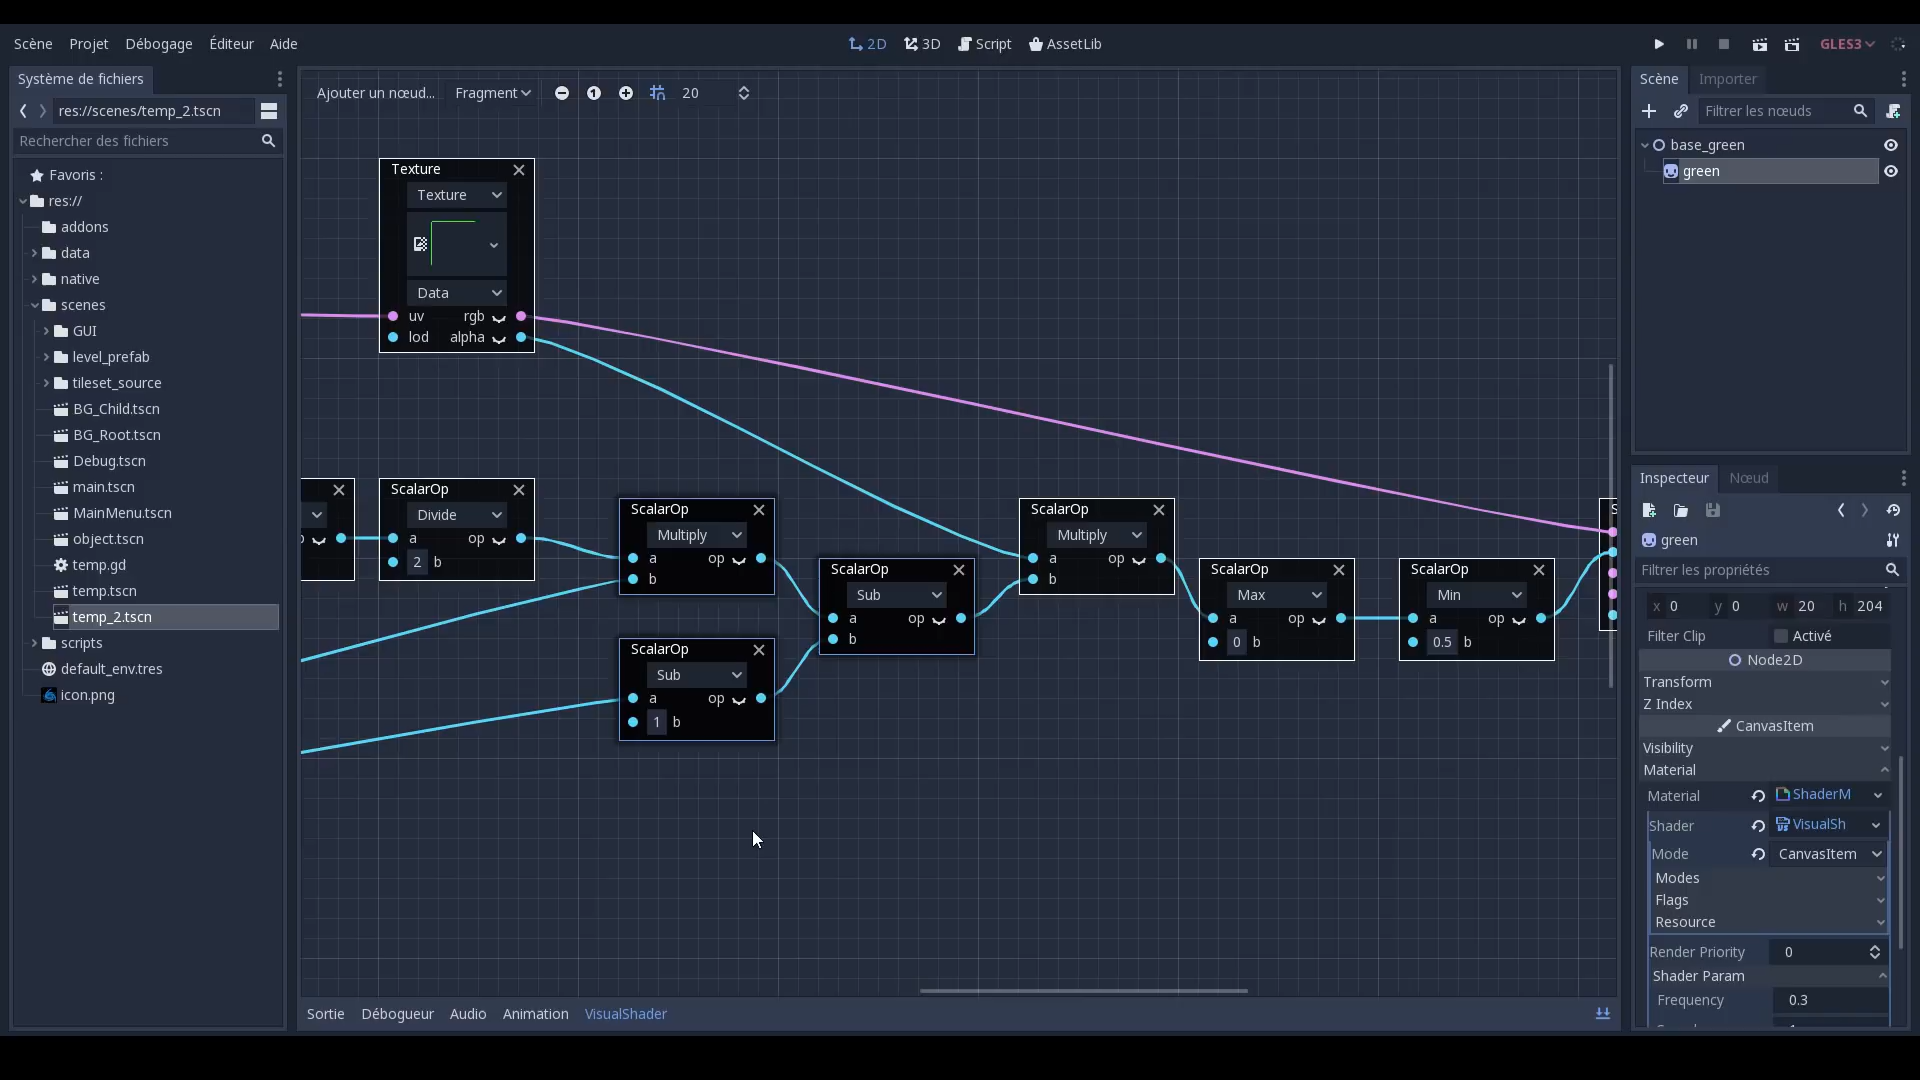 Scène Projet Débogage Éditeur Aide
2D 3D Script AssetLib
GLES3
Système de fichiers
res://scenes/temp_2.tscn
Rechercher des fichiers
Favoris :
res://
addons
data
native
scenes
GUI
level_prefab
tileset_source
BG_Child.tscn
BG_Root.tscn
Debug.tscn
main.tscn
MainMenu.tscn
object.tscn
temp.gd
temp.tscn
temp_2.tscn
scripts
default_env.tres
icon.png
Ajouter un nœud... Fragment 1 20
Texture
Texture
Data
uv rgb
lod alpha
ScalarOp
Divide
a op
2 b
ScalarOp
Multiply
a op
b
ScalarOp
Sub
a op
1 b
ScalarOp
Sub
a op
b
ScalarOp
Multiply
a op
b
ScalarOp
Max
a op
0 b
ScalarOp
Min
a op
0.5 b
Sortie Débogueur Audio Animation VisualShader
Scène Importer
Filtrer les nœuds
base_green
green
Inspecteur Nœud
green
Filtrer les propriétés
x 0 y 0 w 20 h 204
Filter Clip Activé
Node2D
Transform
Z Index
CanvasItem
Visibility
Material
Material ShaderM
Shader VisualSh
Mode CanvasItem
Modes
Flags
Resource
Render Priority 0
Shader Param
Frequency 0.3